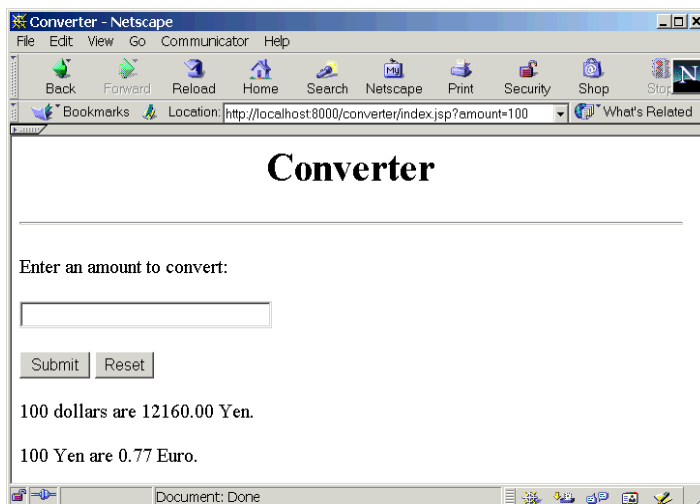 Converter - Netscape
File Edit View Go Communicator Help
Back Forward Reload Home Search Netscape Print Security Shop Stop
Bookmarks Location: http://localhost:8000/converter/index.jsp?amount=100 What's Related
Converter
Enter an amount to convert:
Submit Reset
100 dollars are 12160.00 Yen.
100 Yen are 0.77 Euro.
Document: Done